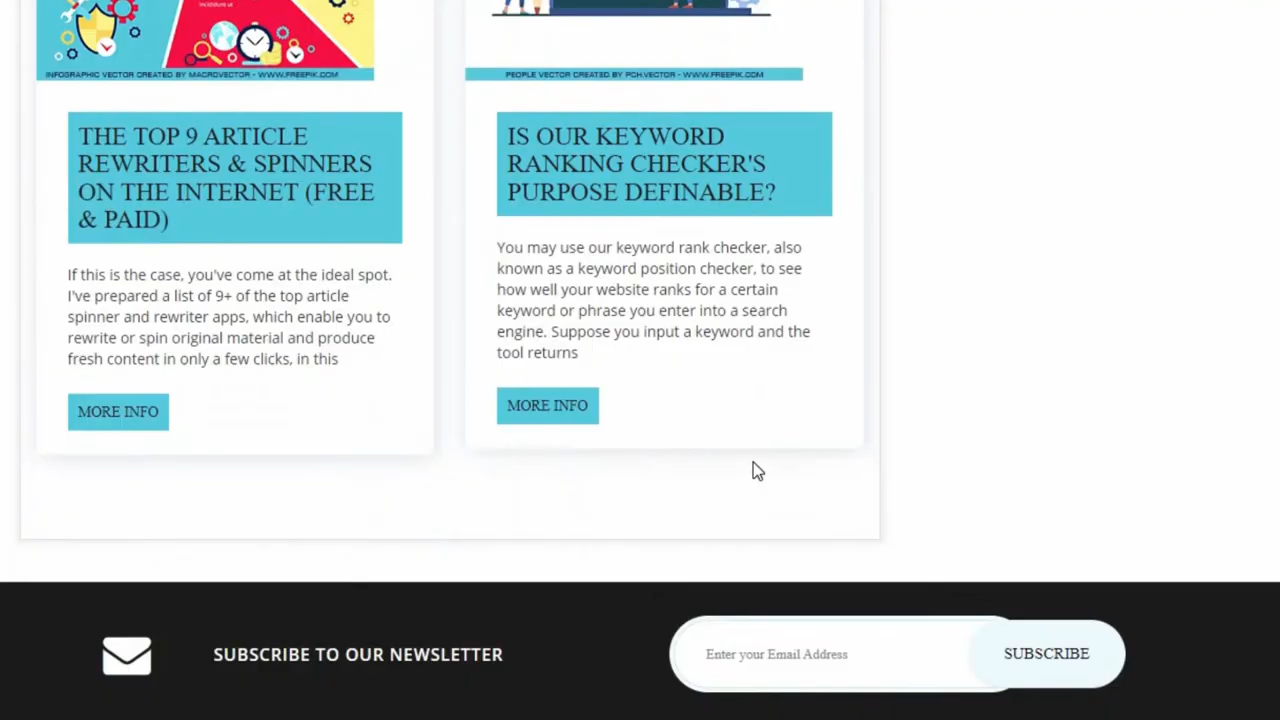 incididunt ut
INFOGRAPHIC VECTOR CREATED BY MACROVECTOR - WWW.FREEPIK.COM
THE TOP 9 ARTICLE
REWRITERS & SPINNERS
ON THE INTERNET (FREE
& PAID)
If this is the case, you've come at the ideal spot.
I've prepared a list of 9+ of the top article
spinner and rewriter apps, which enable you to
rewrite or spin original material and produce
fresh content in only a few clicks, in this
MORE INFO
PEOPLE VECTOR CREATED BY PCH.VECTOR - WWW.FREEPIK.COM
IS OUR KEYWORD
RANKING CHECKER'S
PURPOSE DEFINABLE?
You may use our keyword rank checker, also
known as a keyword position checker, to see
how well your website ranks for a certain
keyword or phrase you enter into a search
engine. Suppose you input a keyword and the
tool returns
MORE INFO
SUBSCRIBE TO OUR NEWSLETTER
Enter your Email Address
SUBSCRIBE